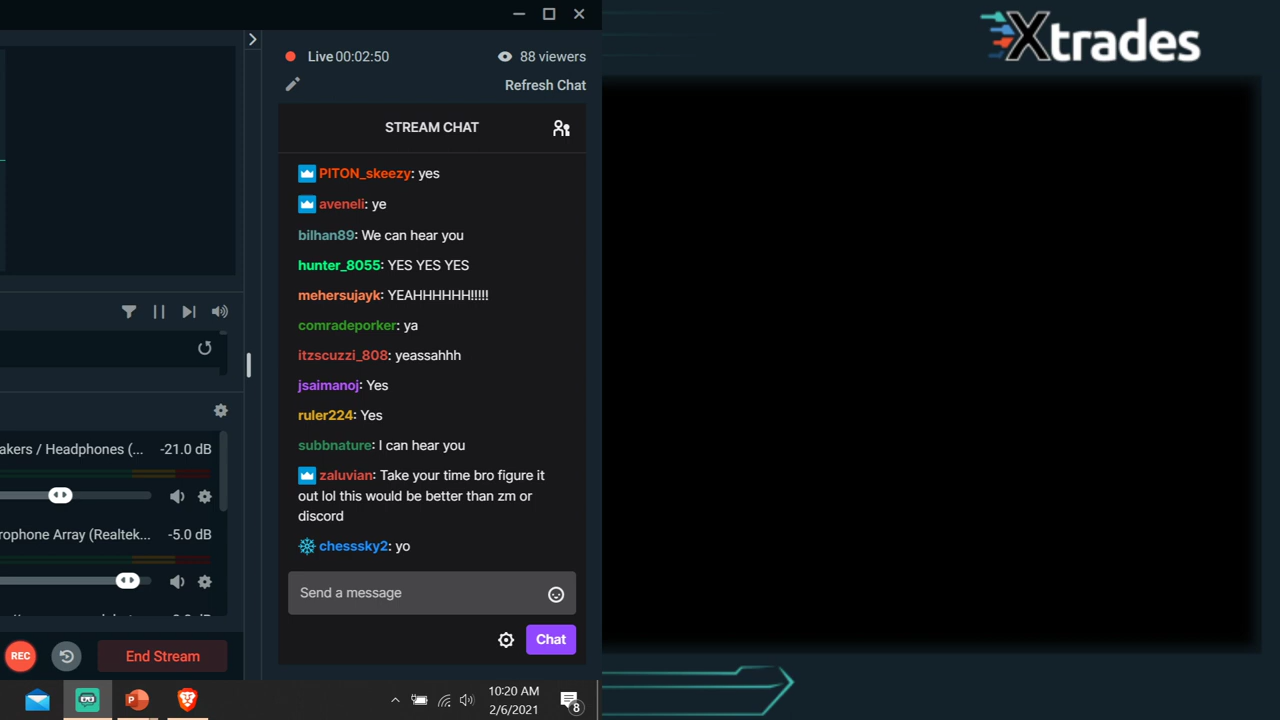 Live 00:02:50
88 viewers
Refresh Chat
Xtrades
STREAM CHAT
PITON_skeezy: yes
aveneli: ye
bilhan89: We can hear you
hunter_8055: YES YES YES
mehersujayk: YEAHHHHHH!!!!!
comradeporker: ya
itzscuzzi_808: yeassahhh
jsaimanoj: Yes
ruler224: Yes
subbnature: I can hear you
zaluvian: Take your time bro figure it
out lol this would be better than zm or
discord
chesssky2: yo
Send a message
Chat
akers / Headphones (... -21.0 dB
rophone Array (Realtek... -5.0 dB
REC
End Stream
10:20 AM
2/6/2021
8